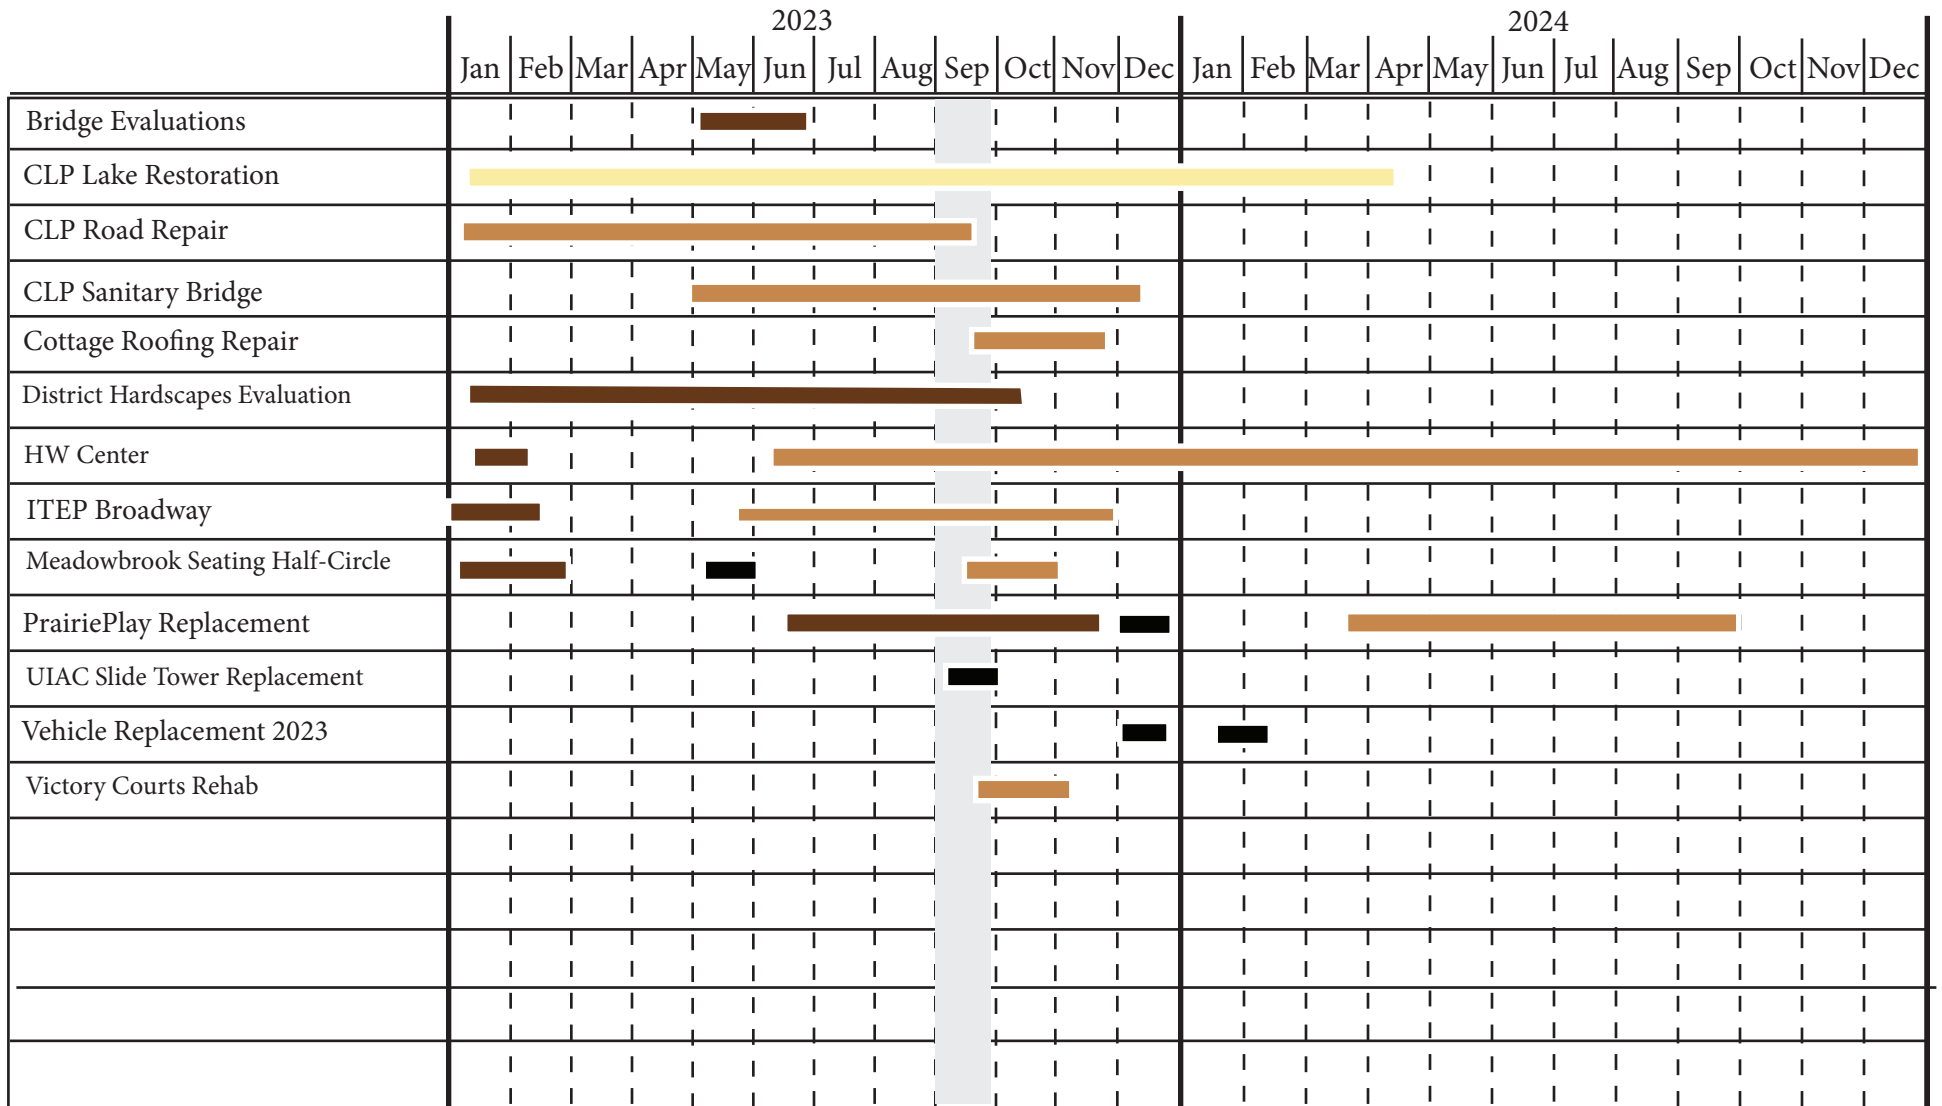 2023 2024
Jan Feb Mar Apr May Jun Jul Aug Sep Oct Nov Dec Jan Feb Mar Apr May Jun Jul Aug Sep Oct Nov Dec
Bridge Evaluations
CLP Lake Restoration
CLP Road Repair
CLP Sanitary Bridge
Cottage Roofing Repair
District Hardscapes Evaluation
HW Center
ITEP Broadway
Meadowbrook Seating Half-Circle
PrairiePlay Replacement
UIAC Slide Tower Replacement
Vehicle Replacement 2023
Victory Courts Rehab